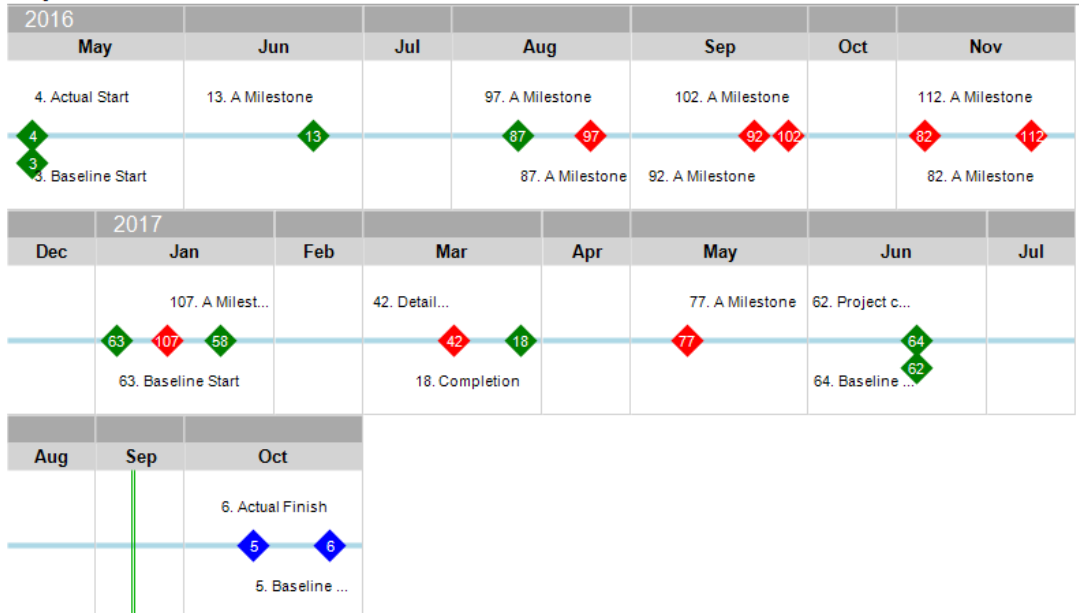 2016
May Jun Jul Aug Sep Oct Nov
4. Actual Start 13. A Milestone 97. A Milestone 102. A Milestone 112. A Milestone
4 13 87 97 92 102 82 112
3
3. Baseline Start 87. A Milestone 92. A Milestone 82. A Milestone
2017
Dec Jan Feb Mar Apr May Jun Jul
107. A Milest... 42. Detail... 77. A Milestone 62. Project c...
63 107 58 42 18 77 64
62
63. Baseline Start 18. Completion 64. Baseline ...
Aug Sep Oct
6. Actual Finish
5 6
5. Baseline ...